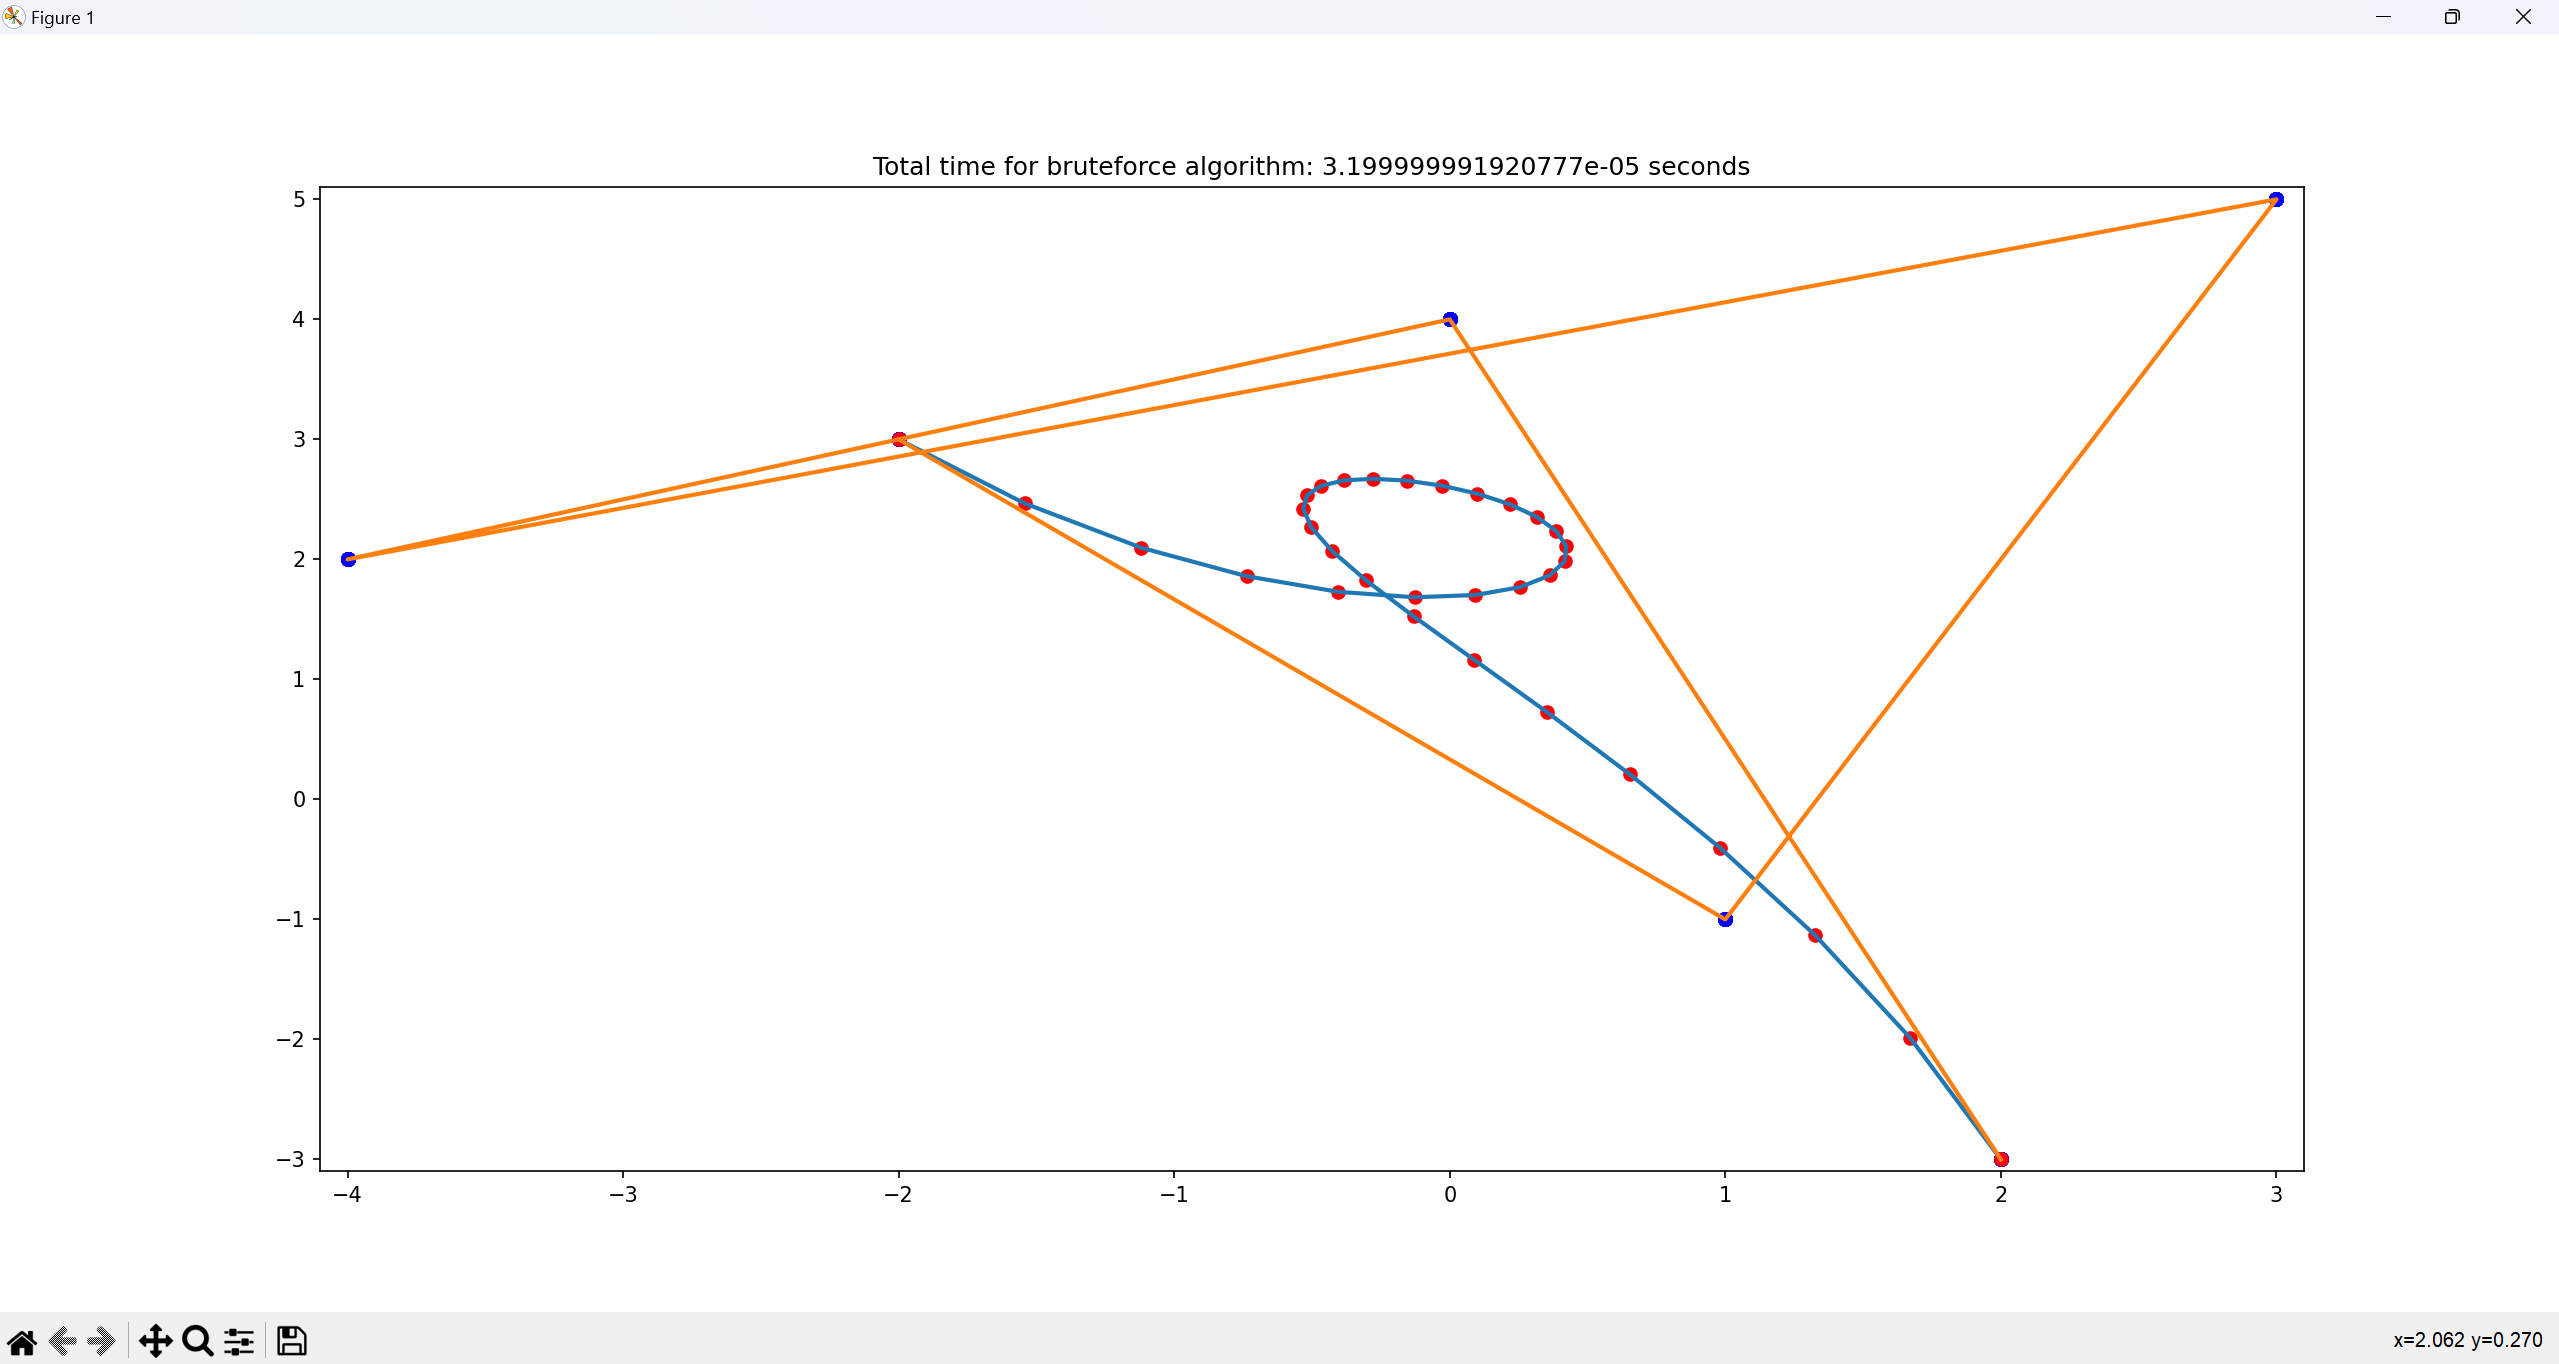 Figure 1
Total time for bruteforce algorithm: 3.199999991920777e-05 seconds
5
4
3
2
1
0
−1
−2
−3
−4 −3 −2 −1 0 1 2 3
x=2.062 y=0.270